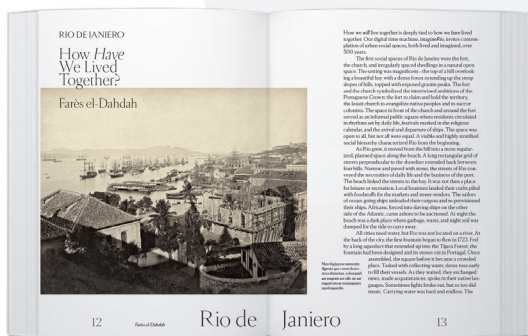 RIO DE JANIERO
How Have
We Lived
Together?
Farès el-Dahdah
12
Farès el-Dahdah
Rio de
How we will live together is deeply tied to how we have lived
together. Our digital time machine, imagineRio, invites contem-
plation of urban social spaces, both lived and imagined, over
500 years.
The first social spaces of Rio de Janeiro were the fort,
the church, and irregularly spaced dwellings in a natural open
space. The setting was magnificent - the top of a hill overlook-
ing a beautiful bay with a dense forest extending up the steep
slopes of hills, topped with exposed granite peaks. The fort
and the church symbolized the intertwined ambitions of the
Portuguese Crown: the fort to claim and hold the territory,
the Jesuit church to evangelize native peoples and to succor
colonists. The space in front of the church and around the fort
served as an informal public square where residents circulated
in rhythms set by daily life, festivals marked in the religious
calendar, and the arrival and departure of ships. The space was
open to all, but not all were equal. A visible and highly stratified
social hierarchy characterized Rio from the beginning.
As Rio grew, it moved from the hill into a more regular-
ized, planned space along the beach. A long rectangular grid of
streets perpendicular to the shoreline extended back between
four hills. Narrow and paved with stone, the streets of Rio con-
veyed the necessities of daily life and the business of the port.
The beach linked the streets to the bay. It was not then a place
for leisure or recreation. Local boatmen landed their crafts piled
with foodstuffs for the markets and street vendors. The sailors
of ocean going ships unloaded their cargoes and re-provisioned
their ships. Africans, forced into slaving ships on the other
side of the Atlantic, came ashore to be auctioned. At night the
beach was a dark place where garbage, waste, and night soil was
dumped for the tide to carry away.
All cities need water, but Rio was not located on a river. At
the back of the city, the first fountain began to flow in 1723. Fed
by a long aqueduct that extended up into the Tijuca Forest, the
fountain had been designed and its stones cut in Portugal. Once
assembled, the square before it became a crowded
place. Tasked with collecting water, slaves rose early
to fill their vessels. As they waited, they exchanged
news, made acquaintances, spoke in their native lan-
guages. Sometimes fights broke out, but so too did
music. Carrying water was hard and endless. The
Janiero
13